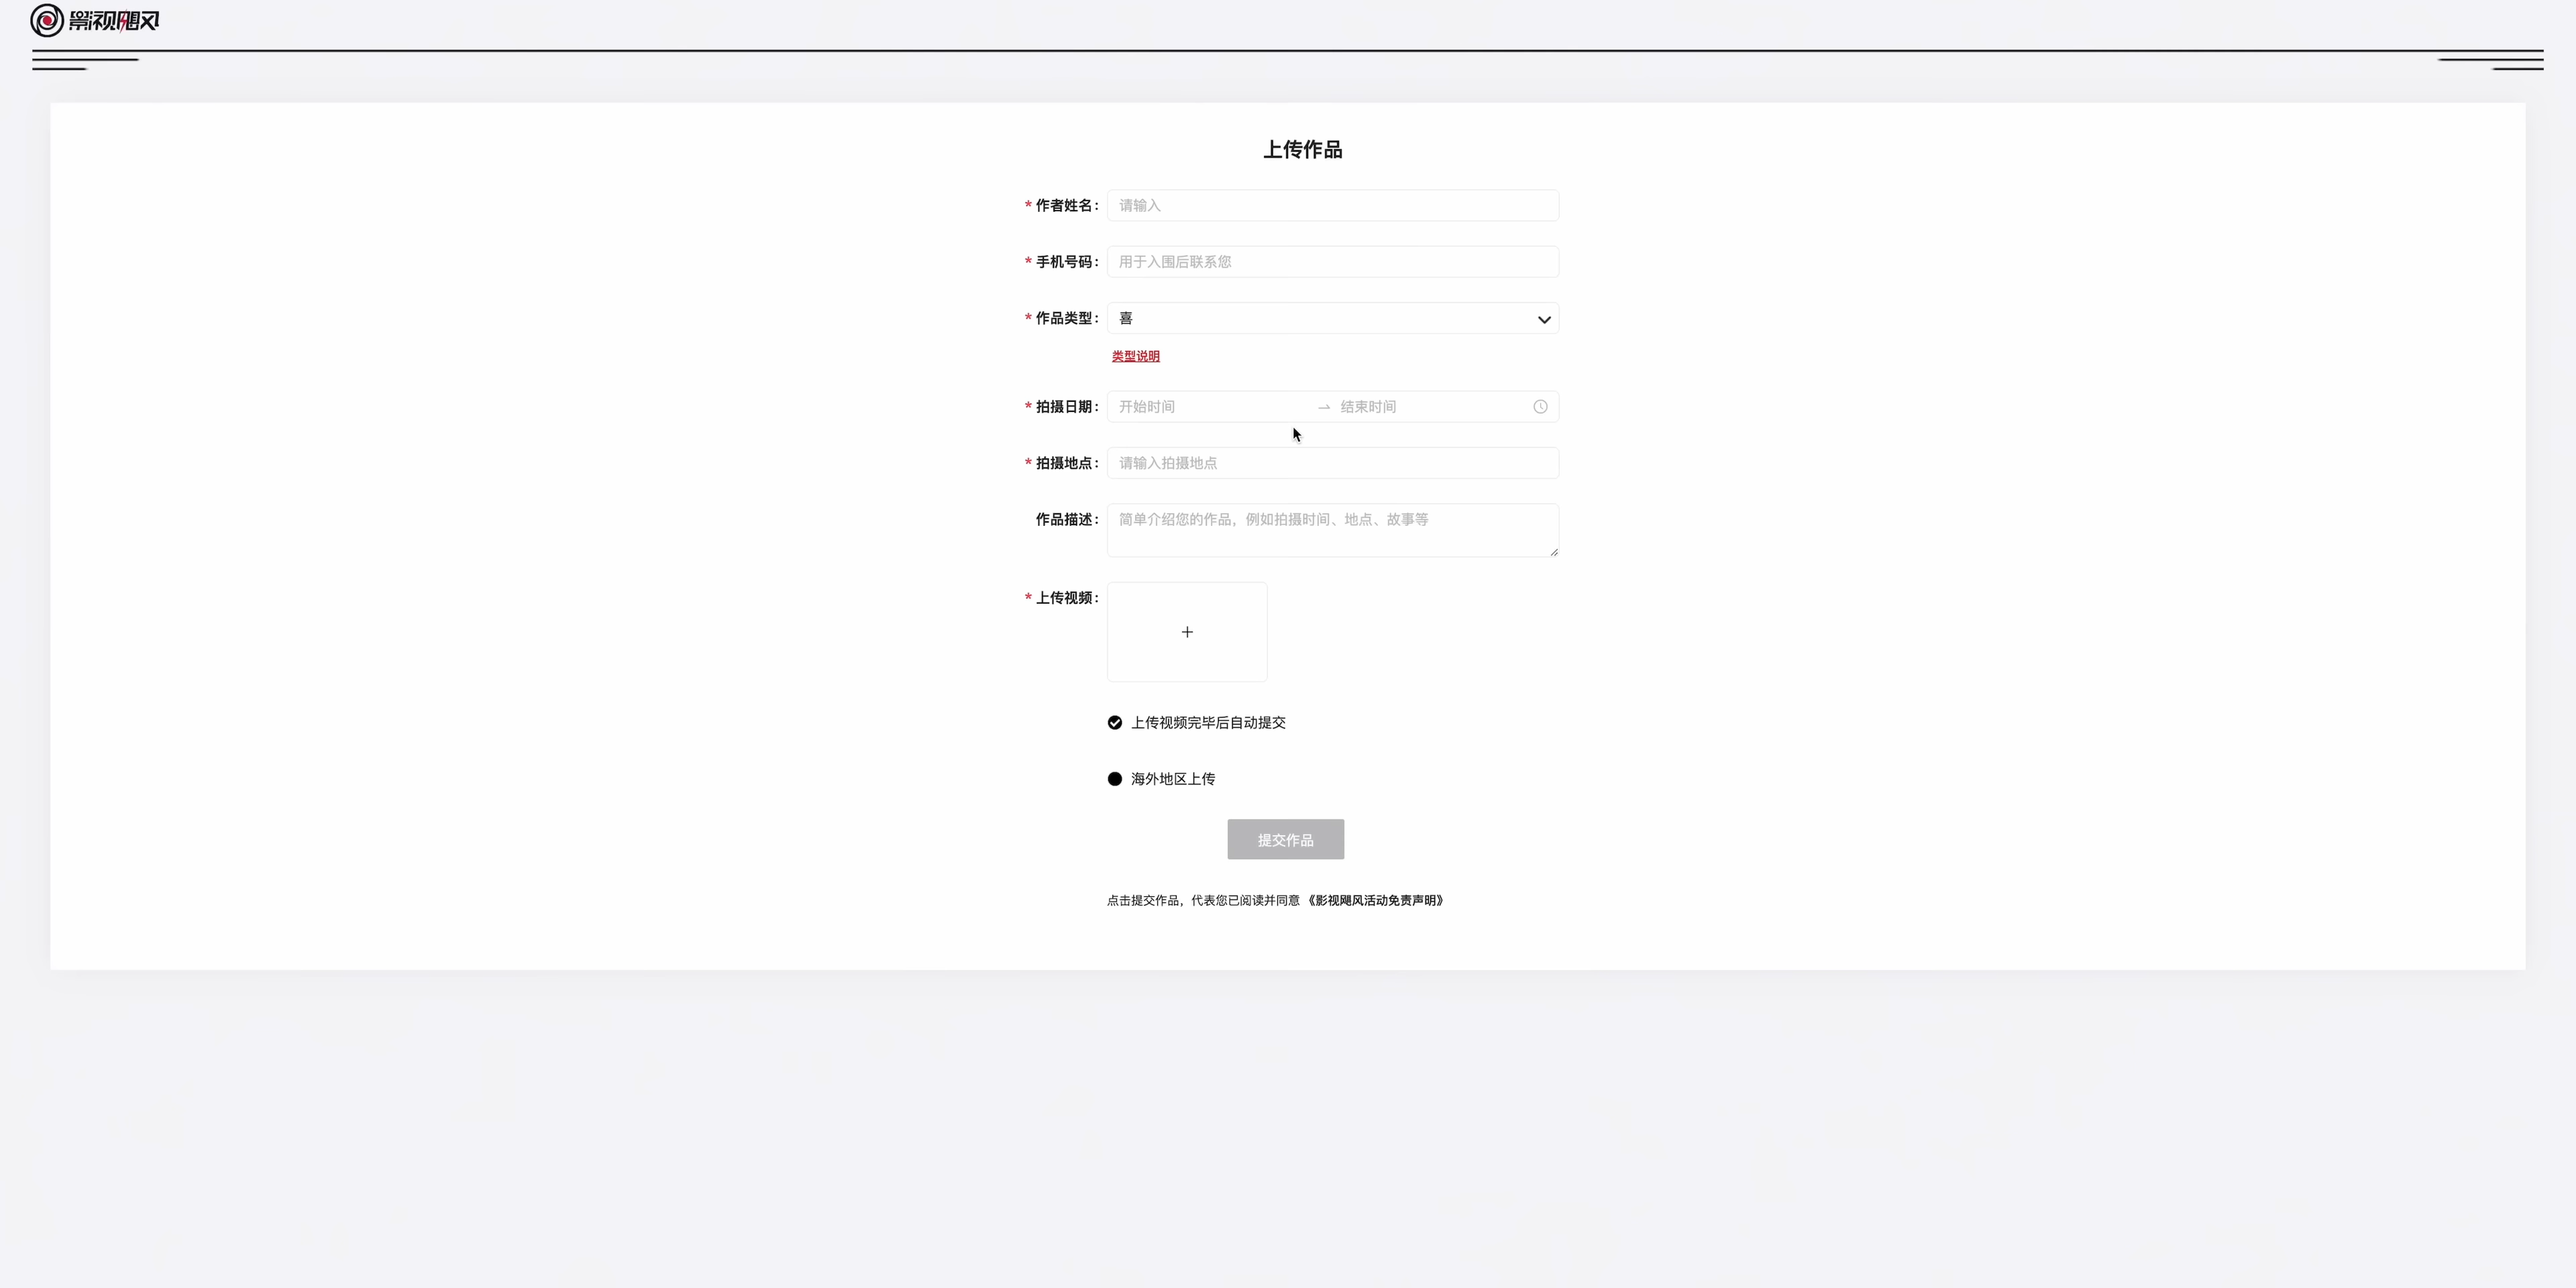 影视飓风
上传作品
* 作者姓名： 请输入
* 手机号码： 用于入围后联系您
* 作品类型： 喜
类型说明
* 拍摄日期： 开始时间 → 结束时间
* 拍摄地点： 请输入拍摄地点
作品描述： 简单介绍您的作品，例如拍摄时间、地点、故事等
* 上传视频：
+
上传视频完毕后自动提交
海外地区上传
提交作品
点击提交作品，代表您已阅读并同意 《影视飓风活动免责声明》